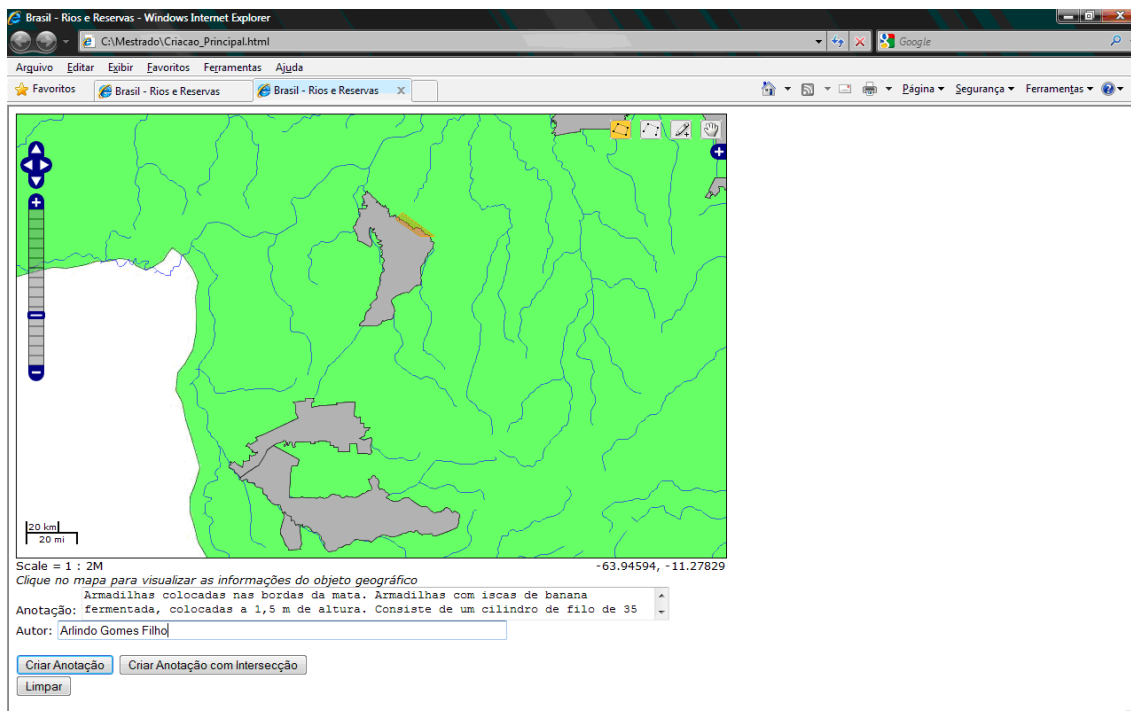 Brasil - Rios e Reservas - Windows Internet Explorer
C:\Mestrado\Criacao_Principal.html
Google
Arquivo Editar Exibir Favoritos Ferramentas Ajuda
Favoritos Brasil - Rios e Reservas Brasil - Rios e Reservas X Página Segurança Ferramentas
20 km
20 mi
Scale = 1 : 2M -63.94594, -11.27829
Clique no mapa para visualizar as informações do objeto geográfico
Armadilhas colocadas nas bordas da mata. Armadilhas com iscas de banana
Anotação: fermentada, colocadas a 1,5 m de altura. Consiste de um cilindro de filo de 35
Autor: Arlindo Gomes Filho
Criar Anotação Criar Anotação com Intersecção
Limpar